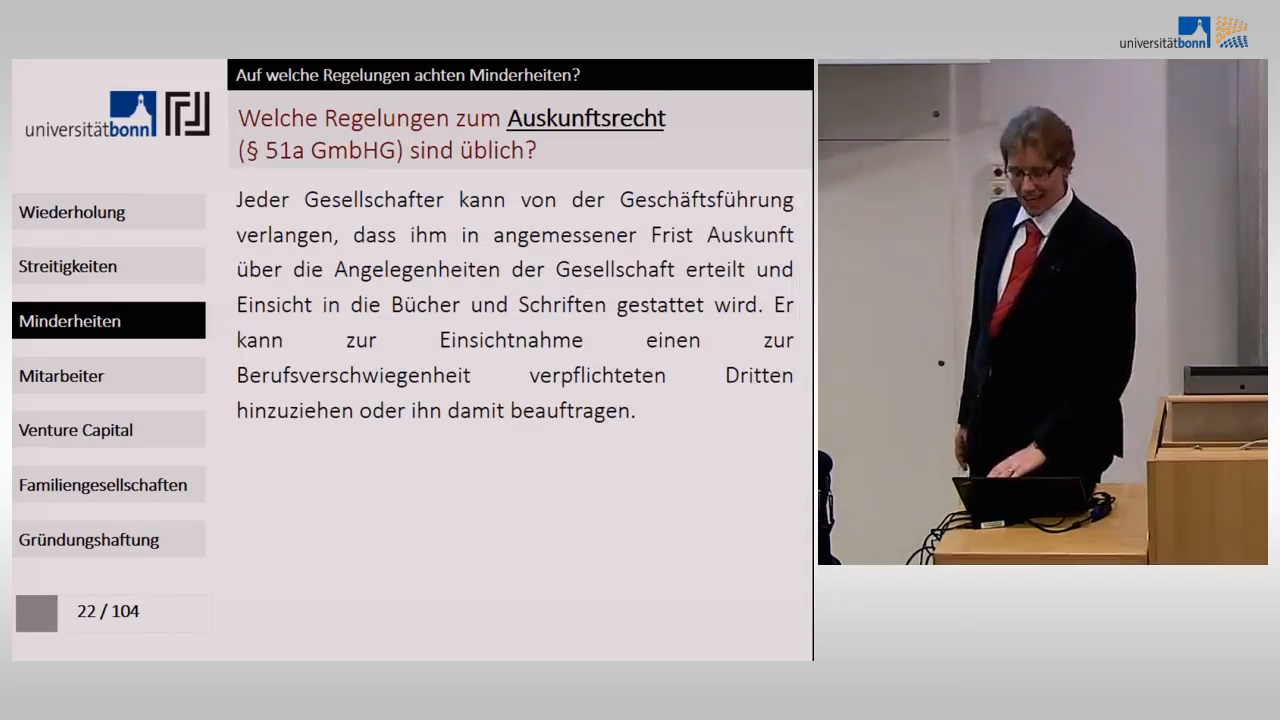 universitätbonn
universitätbonn
Auf welche Regelungen achten Minderheiten?
Welche Regelungen zum Auskunftsrecht
(§ 51a GmbHG) sind üblich?
Jeder Gesellschafter kann von der Geschäftsführung
verlangen, dass ihm in angemessener Frist Auskunft
über die Angelegenheiten der Gesellschaft erteilt und
Einsicht in die Bücher und Schriften gestattet wird. Er
kann zur Einsichtnahme einen zur
Berufsverschwiegenheit verpflichteten Dritten
hinzuziehen oder ihn damit beauftragen.
Wiederholung
Streitigkeiten
Minderheiten
Mitarbeiter
Venture Capital
Familiengesellschaften
Gründungshaftung
22 / 104